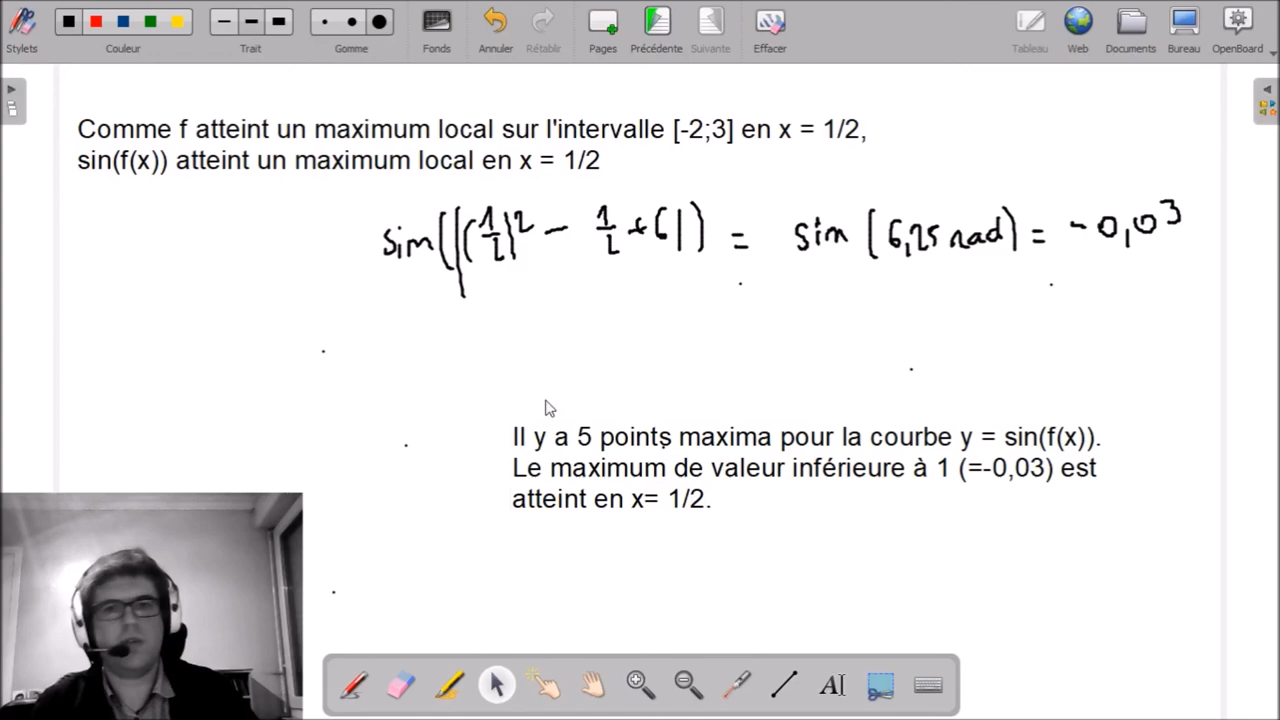 Stylets
Couleur
Trait
Gomme
Fonds
Annuler
Rétablir
Pages
Précédente
Suivante
Effacer
Tableau
Web
Documents
Bureau
OpenBoard
Comme f atteint un maximum local sur l'intervalle [-2;3] en x = 1/2,
sin(f(x)) atteint un maximum local en x = 1/2
sin(|(1/2)² - 1/2 + 6|) = sin (6,25 rad) = -0,03
Il y a 5 points maxima pour la courbe y = sin(f(x)).
Le maximum de valeur inférieure à 1 (=-0,03) est
atteint en x= 1/2.
AI